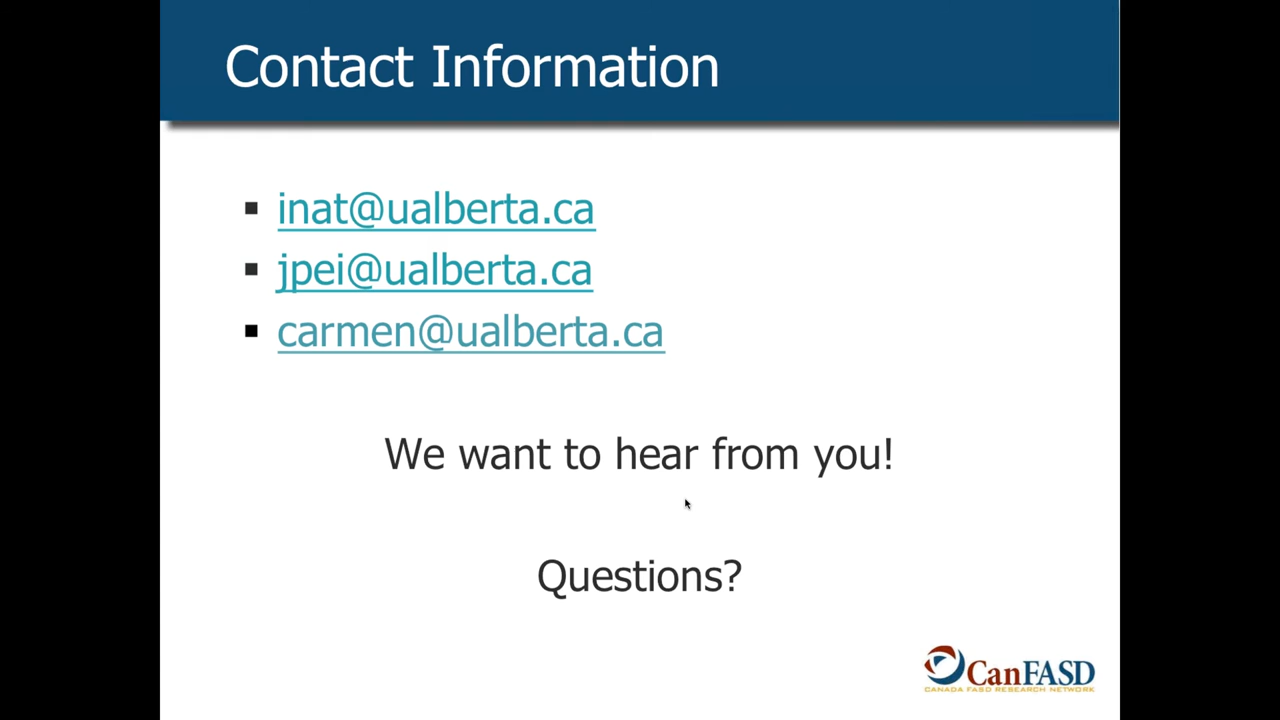 Contact Information
inat@ualberta.ca
jpei@ualberta.ca
carmen@ualberta.ca
We want to hear from you!
Questions?
CanFASD
CANADA FASD RESEARCH NETWORK